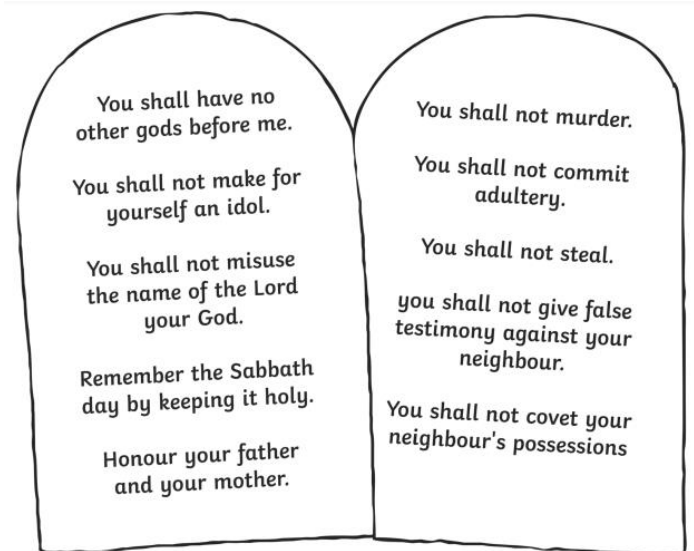 You shall have no
other gods before me.
You shall not make for
yourself an idol.
You shall not misuse
the name of the Lord
your God.
Remember the Sabbath
day by keeping it holy.
Honour your father
and your mother.
You shall not murder.
You shall not commit
adultery.
You shall not steal.
you shall not give false
testimony against your
neighbour.
You shall not covet your
neighbour's possessions